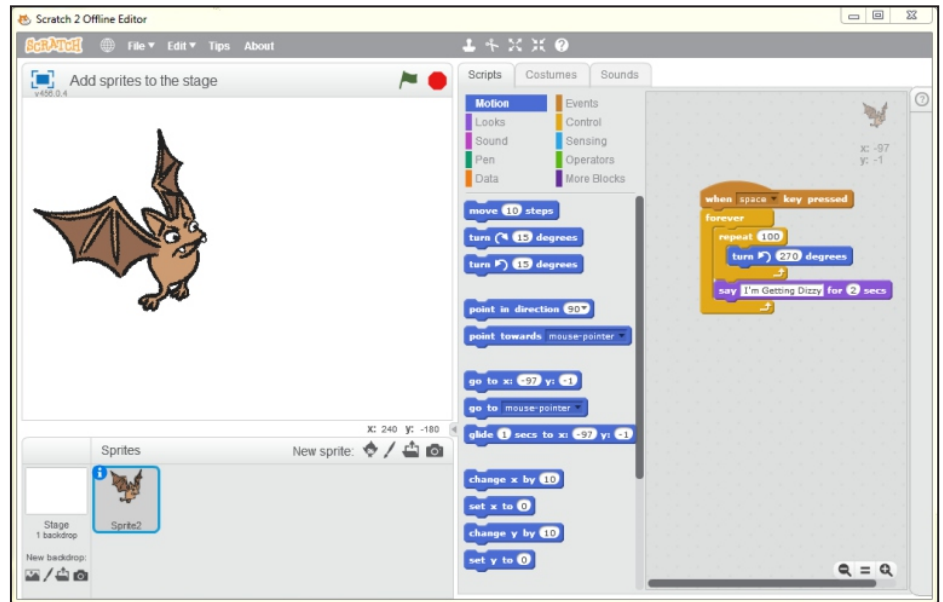 Scratch 2 Offline Editor
SCRATCH File Edit Tips About
Add sprites to the stage
v456.0.4
x: 240 y: -180
Sprites New sprite:
Stage
1 backdrop
Sprite2
New backdrop:
Scripts Costumes Sounds
Motion Events
Looks Control
Sound Sensing
Pen Operators
Data More Blocks
move 10 steps
turn 15 degrees
turn 15 degrees
point in direction 90
point towards mouse-pointer
go to x: -97 y: -1
go to mouse-pointer
glide 1 secs to x: -97 y: -1
change x by 10
set x to 0
change y by 10
set y to 0
x: -97
y: -1
when space key pressed
forever
repeat 100
turn 270 degrees
say I'm Getting Dizzy for 2 secs